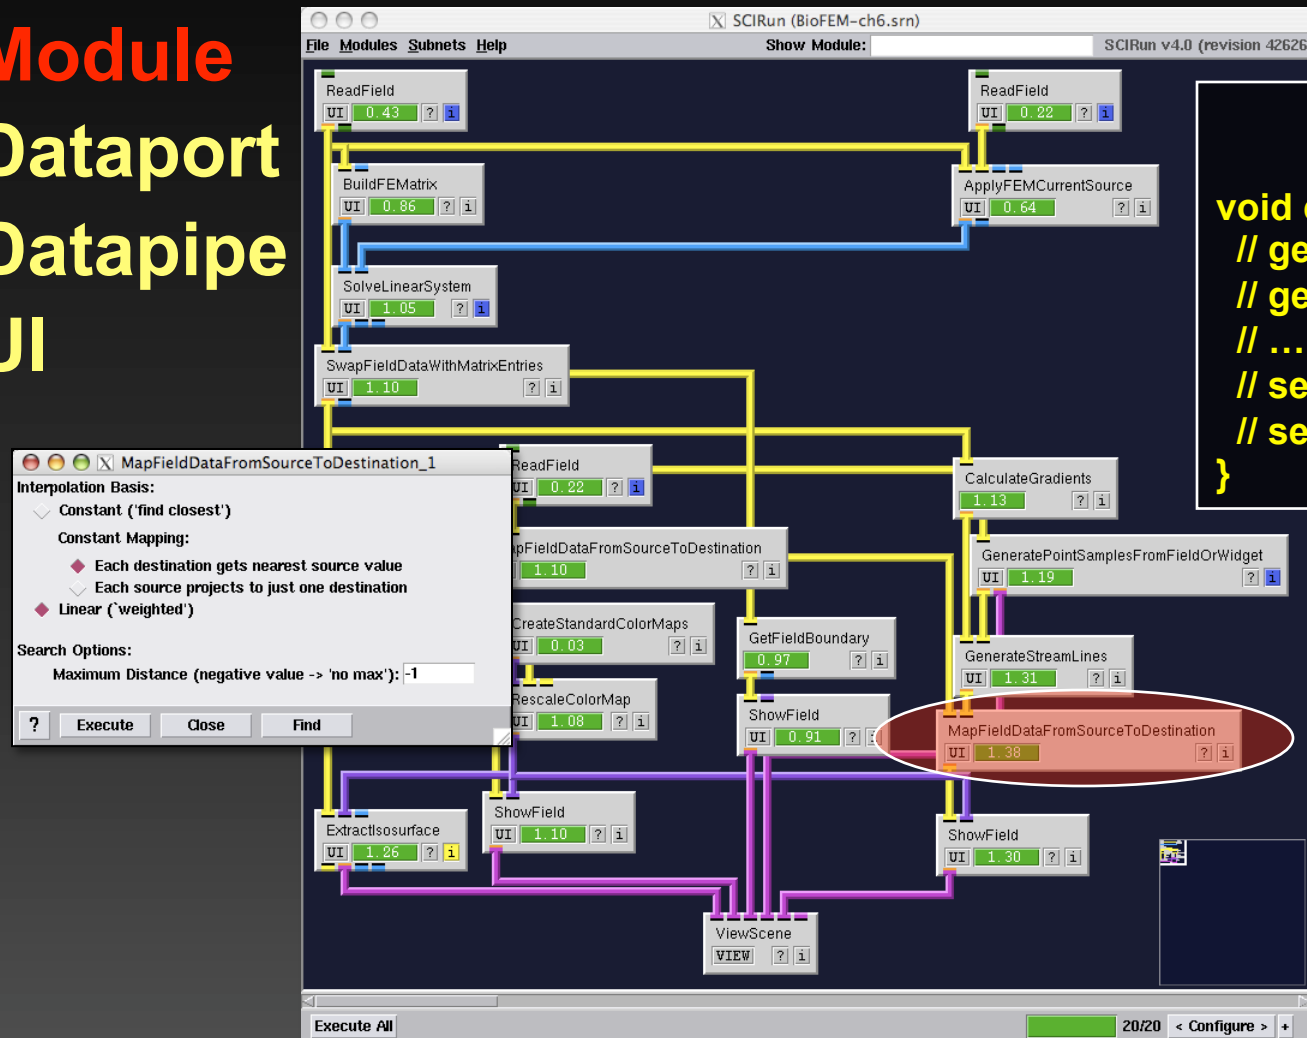 Module
Dataport
Datapipe
UI
SCIRun (BioFEM-ch6.srn)
File Modules Subnets Help
Show Module:
SCIRun v4.0 (revision 42626
ReadField
UI 0.43 ? i
ReadField
UI 0.22 ? i
BuildFEMatrix
UI 0.86 ? i
ApplyFEMCurrentSource
UI 0.64 ? i
SolveLinearSystem
UI 1.05 ? i
SwapFieldDataWithMatrixEntries
UI 1.10 ? i
void
// ge
// ge
// ...
// se
// se
}
MapFieldDataFromSourceToDestination_1
Interpolation Basis:
Constant ('find closest')
Constant Mapping:
Each destination gets nearest source value
Each source projects to just one destination
Linear (`weighted')
Search Options:
Maximum Distance (negative value -> 'no max'): -1
? Execute Close Find
ReadField
UI 0.22 ? i
CalculateGradients
1.13 ? i
pFieldDataFromSourceToDestination
1.10 ? i
GeneratePointSamplesFromFieldOrWidget
UI 1.19 ? i
CreateStandardColorMaps
UI 0.03 ? i
GetFieldBoundary
0.97 ? i
GenerateStreamLines
UI 1.31 ? i
RescaleColorMap
UI 1.08 ? i
ShowField
UI 0.91 ? i
MapFieldDataFromSourceToDestination
UI 1.38 ? i
ExtractIsosurface
UI 1.26 ? i
ShowField
UI 1.10 ? i
ShowField
UI 1.30 ? i
ViewScene
VIEW ? i
Execute All
20/20 < Configure > +